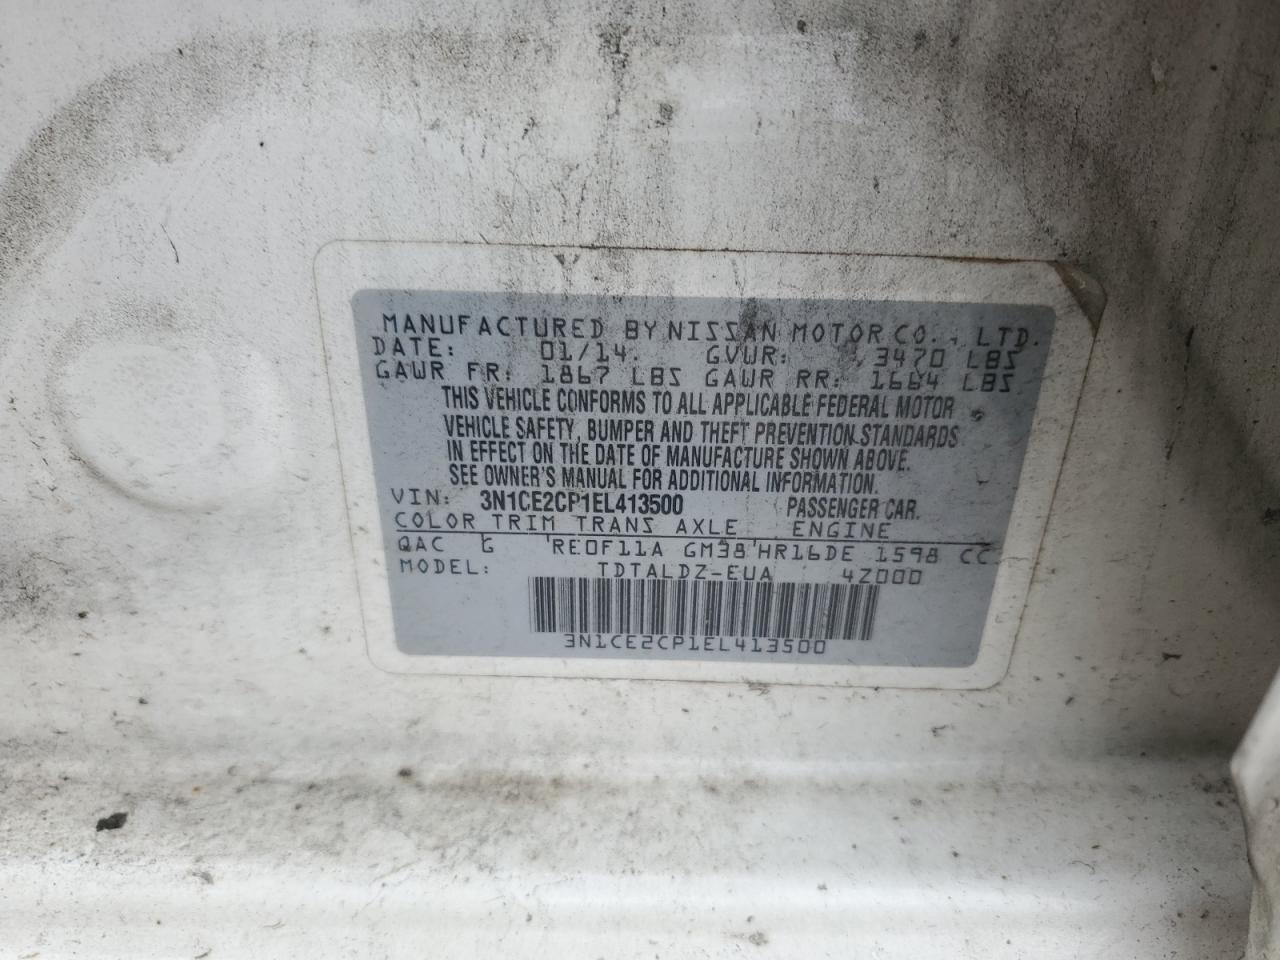 MANUFACTURED BY NISSAN MOTOR CO., LTD.
DATE: 01/14 GVWR: 3470 LBS
GAWR FR: 1867 LBS GAWR RR: 1664 LBS
THIS VEHICLE CONFORMS TO ALL APPLICABLE FEDERAL MOTOR
VEHICLE SAFETY, BUMPER AND THEFT PREVENTION STANDARDS
IN EFFECT ON THE DATE OF MANUFACTURE SHOWN ABOVE.
SEE OWNER'S MANUAL FOR ADDITIONAL INFORMATION.
VIN: 3N1CE2CP1EL413500 PASSENGER CAR.
COLOR TRIM TRANS AXLE ENGINE
QAC G RE0F11A GM38 HR16DE 1598 CC
MODEL: TDTALDZ-EUA 4Z000
3N1CE2CP1EL413500